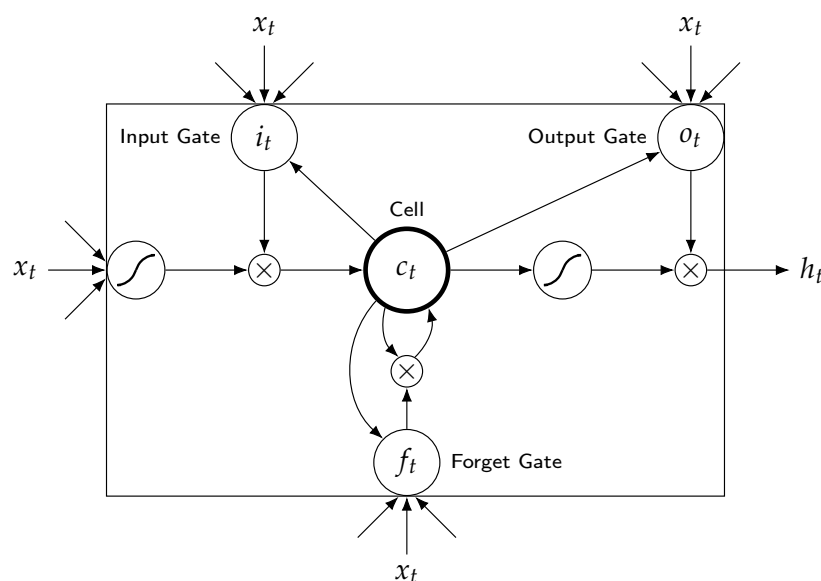 x_t x_t
Input Gate i_t Output Gate o_t
Cell
x_t × c_t × h_t
×
f_t Forget Gate
x_t